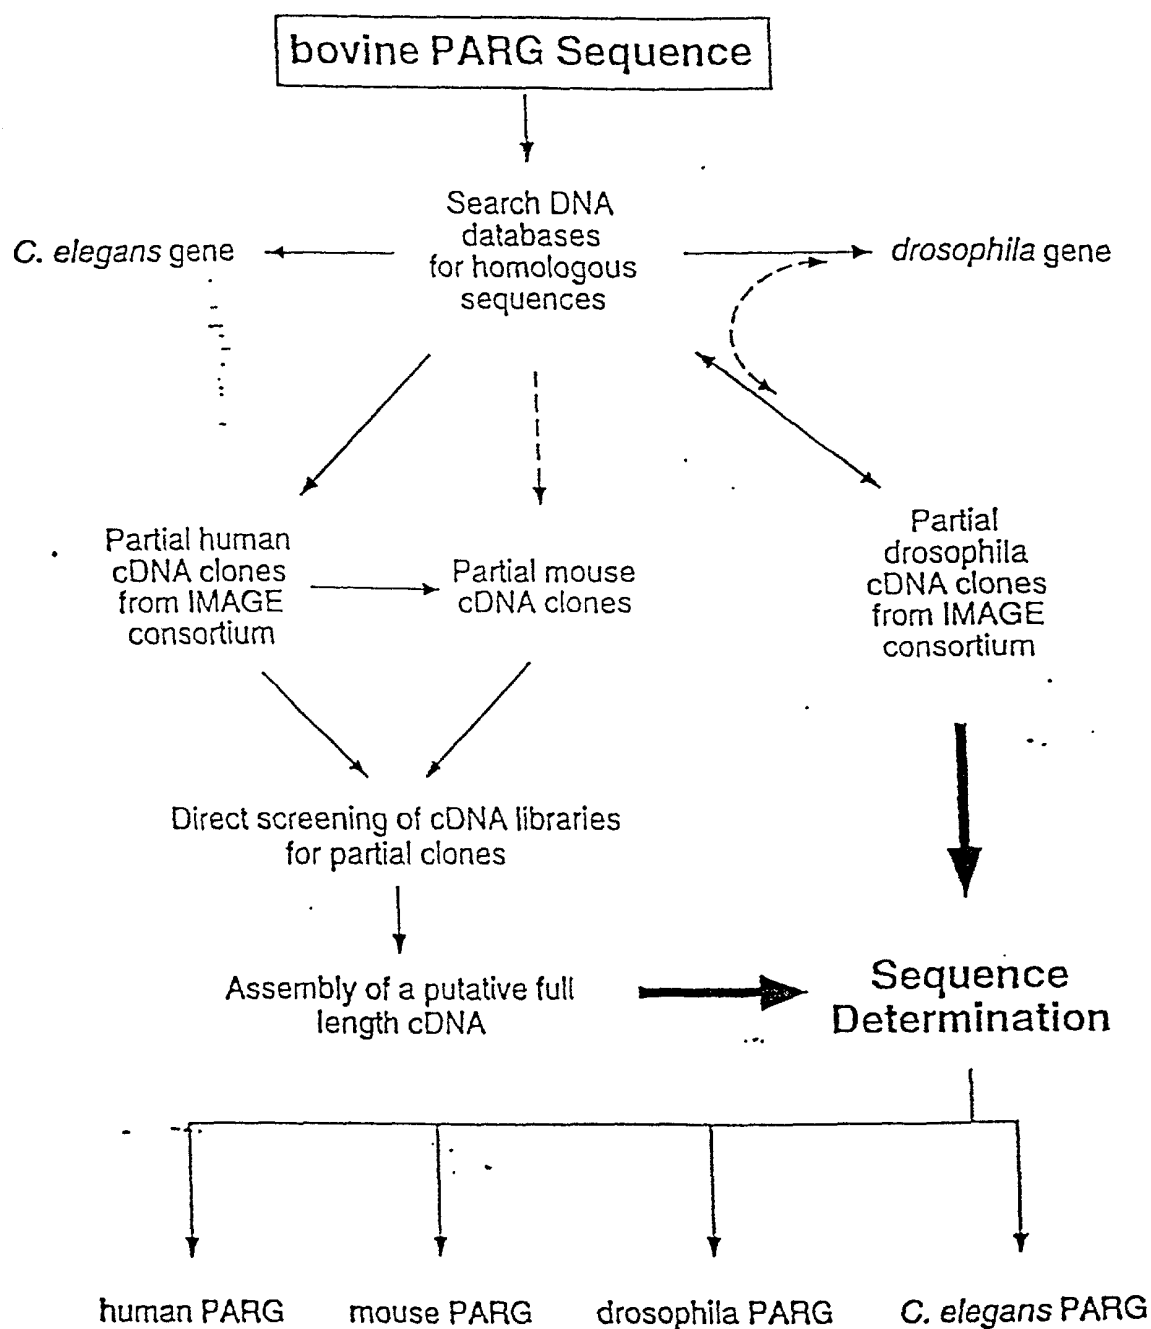 bovine PARG Sequence
Search DNA
databases
for homologous
sequences
C. elegans gene
drosophila gene
Partial human
cDNA clones
from IMAGE
consortium
Partial mouse
cDNA clones
Partial
drosophila
cDNA clones
from IMAGE
consortium
Direct screening of cDNA libraries
for partial clones
Assembly of a putative full
length cDNA
Sequence
Determination
human PARG
mouse PARG
drosophila PARG
C. elegans PARG